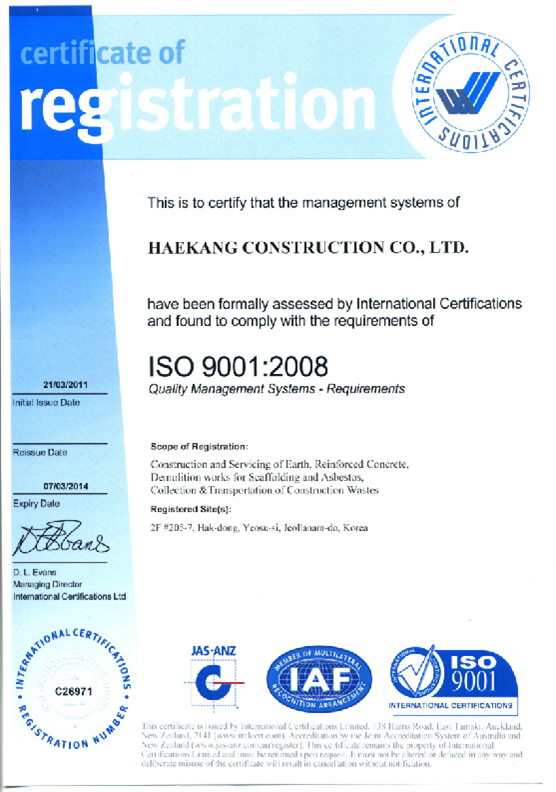 certificate of
registration
INTERNATIONAL CERTIFICATIONS
This is to certify that the management systems of
HAEKANG CONSTRUCTION CO., LTD.
have been formally assessed by International Certifications
and found to comply with the requirements of
ISO 9001:2008
Quality Management Systems - Requirements
21/03/2011
Initial Issue Date
Reissue Date
07/03/2014
Expiry Date
D. L. Evans
Managing Director
International Certifications Ltd
Scope of Registration:
Construction and Servicing of Earth, Reinforced Concrete,
Demolition works for Scaffolding and Asbestos,
Collection & Transportation of Construction Wastes
Registered Site(s):
2F #205-7, Hak-dong, Yeosu-si, Jeollanam-do, Korea
INTERNATIONAL CERTIFICATIONS
C26971
REGISTRATION NUMBER
JAS-ANZ
MEMBER OF MULTILATERAL
IAF
RECOGNITION ARRANGEMENT
ISO
9001
INTERNATIONAL CERTIFICATIONS
This certificate is issued by International Certifications Limited, 138 Harris Road, East Tamaki, Auckland,
New Zealand, 2141 (www.intlcert.com). Accreditation by the Joint Accreditation System of Australia and
New Zealand (www.jas-anz.com.au/register). This certificate remains the property of International
Certifications Limited and must be returned upon request. It must not be altered or defaced in any way and
deliberate misuse of the certificate will result in cancellation without notification.